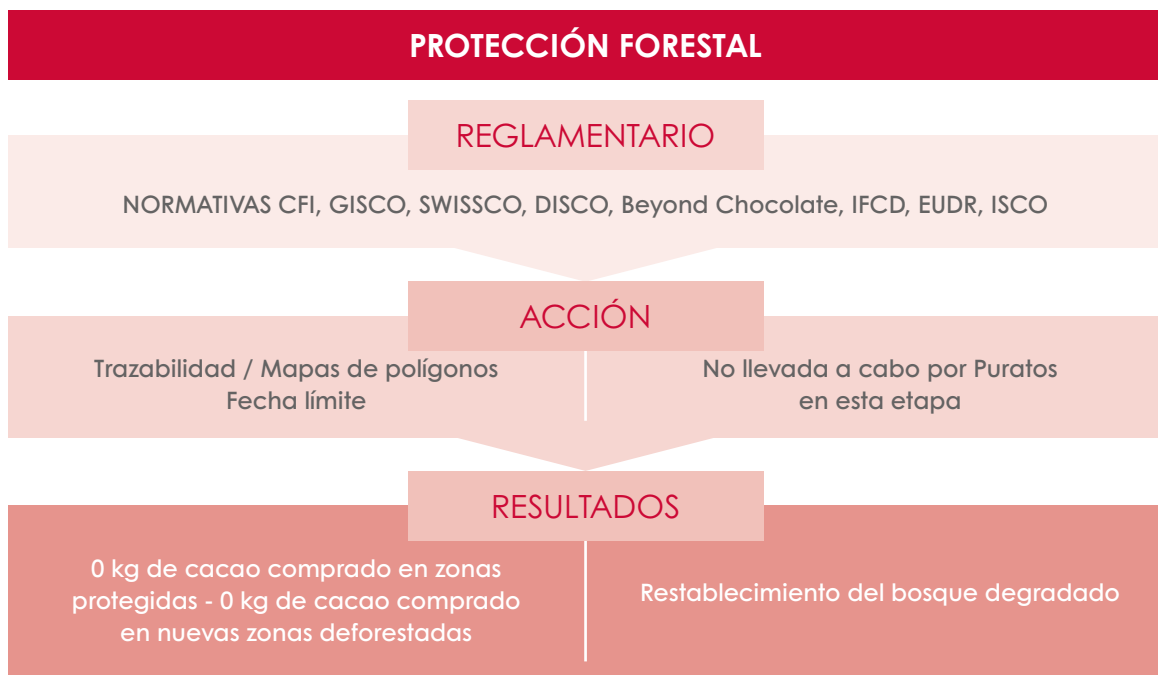 PROTECCIÓN FORESTAL
REGLAMENTARIO
NORMATIVAS CFI, GISCO, SWISSCO, DISCO, Beyond Chocolate, IFCD, EUDR, ISCO
ACCIÓN
Trazabilidad / Mapas de polígonos
Fecha límite
No llevada a cabo por Puratos
en esta etapa
RESULTADOS
0 kg de cacao comprado en zonas
protegidas - 0 kg de cacao comprado
en nuevas zonas deforestadas
Restablecimiento del bosque degradado